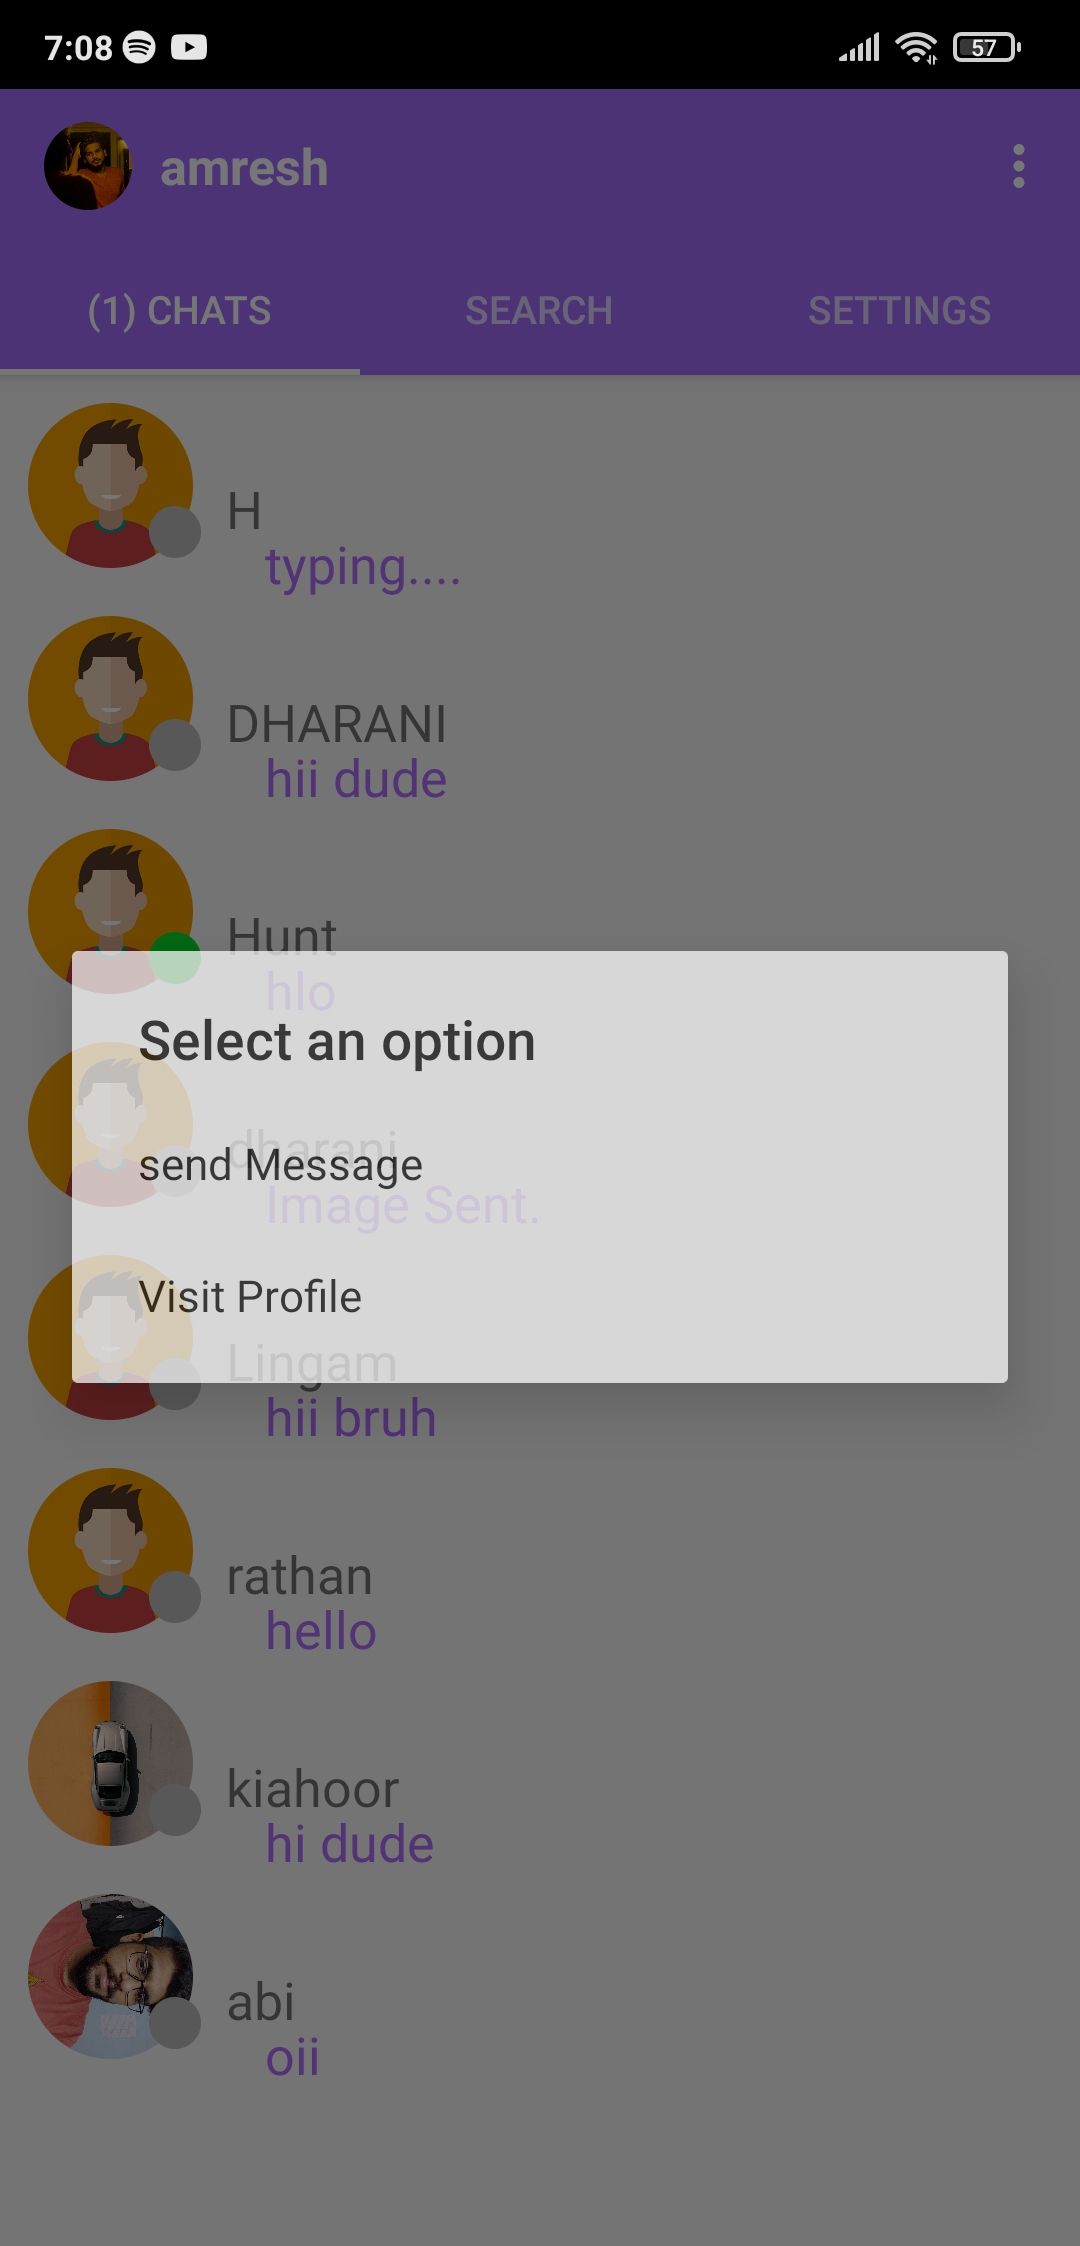 7:08
57
amresh
(1) CHATS
SEARCH
SETTINGS
H
typing....
DHARANI
hii dude
Hunt
hlo
Select an option
dharani
send Message
Image Sent.
Visit Profile
Lingam
hii bruh
rathan
hello
kiahoor
hi dude
abi
oii